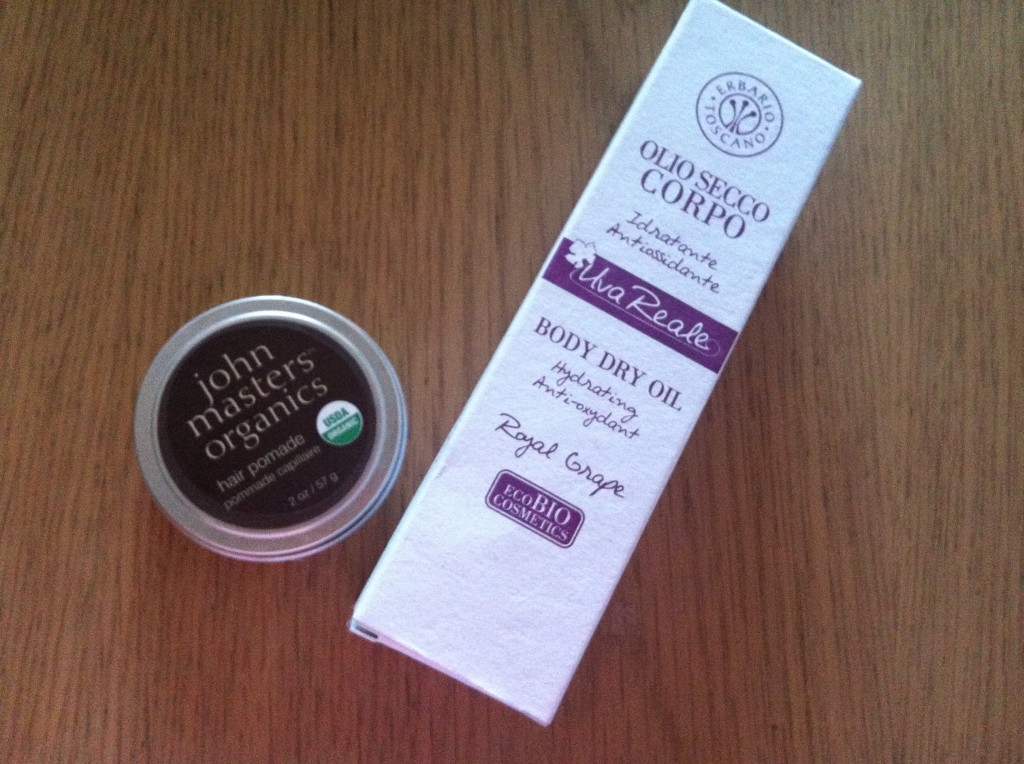 john
masters™
organics
USDA
ORGANIC
hair pomade
pommade capillaire
2 oz / 57 g
ERBARIO
TOSCANO
OLIO SECCO
CORPO
Idratante
Antiossidante
Uva Reale
BODY DRY OIL
Hydrating
Anti-oxydant
Royal Grape
ECOBIO
COSMETICS